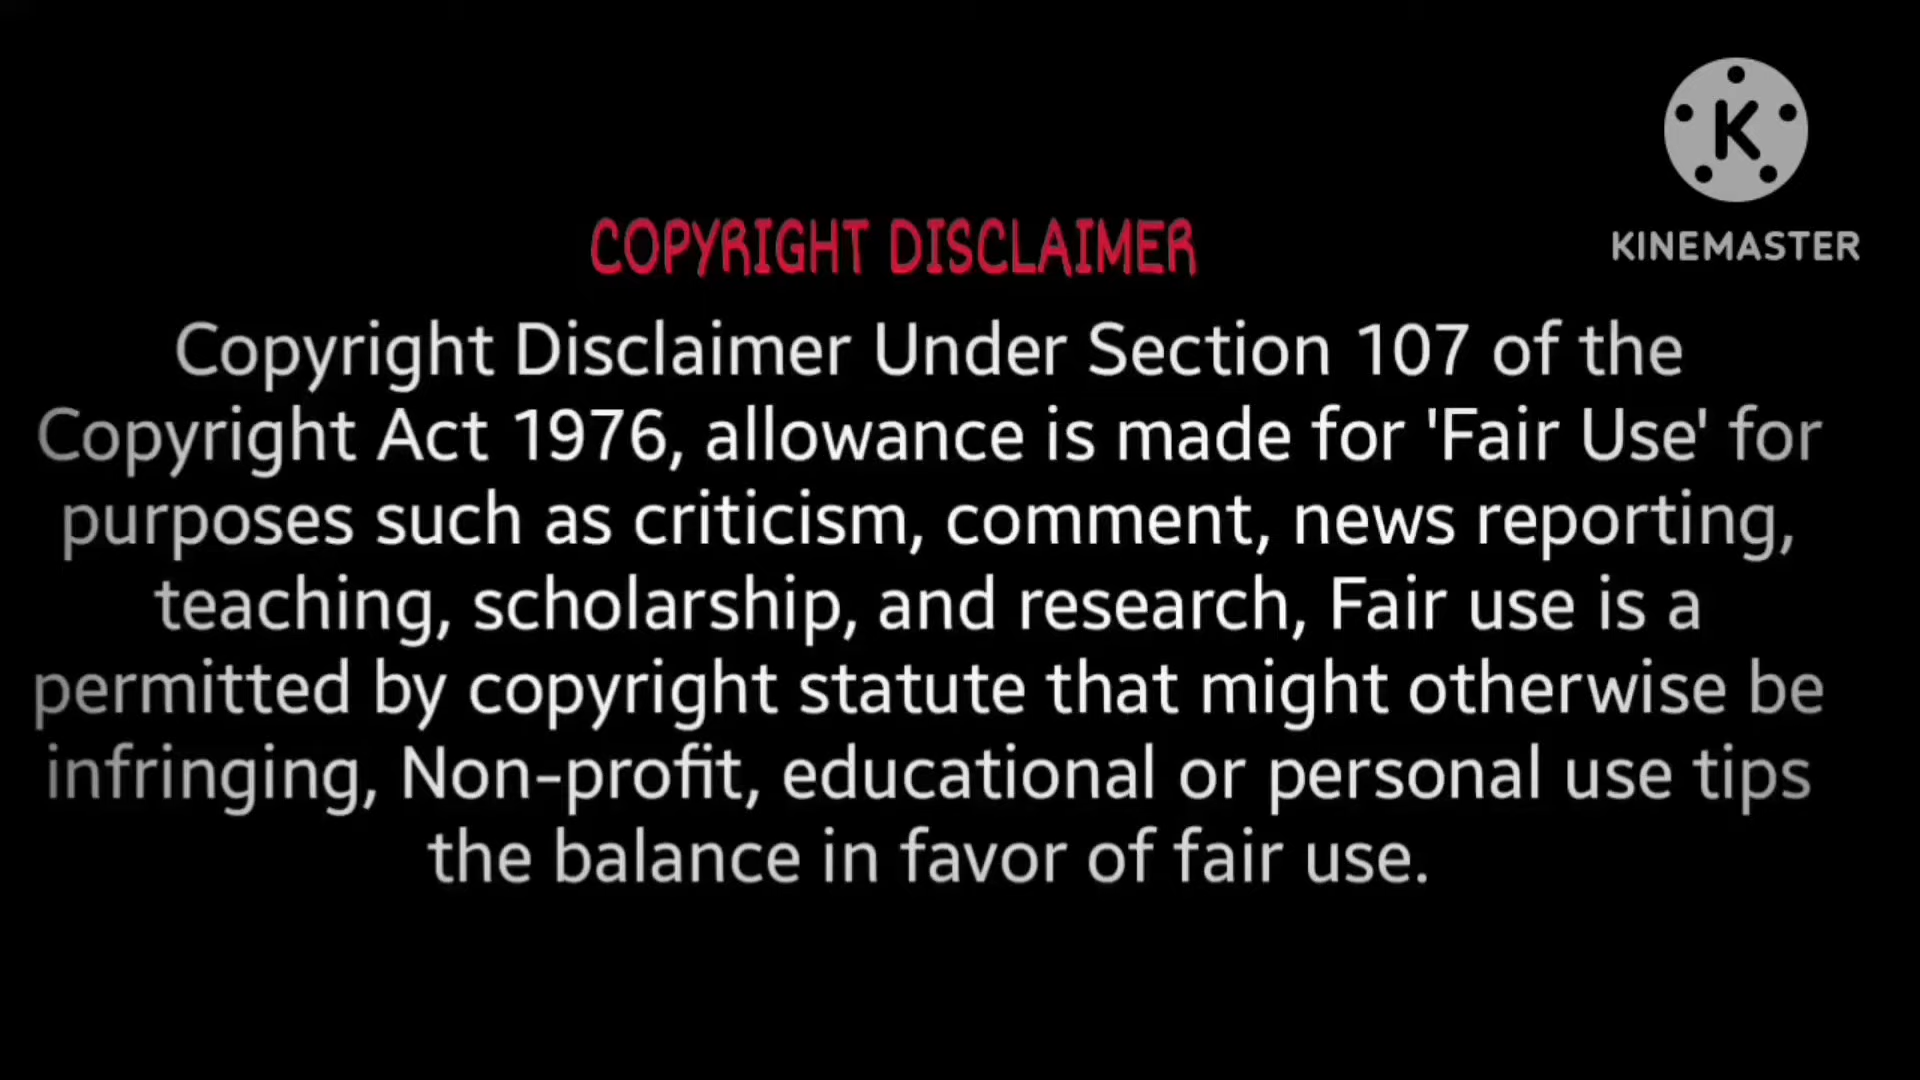 K
KINEMASTER
COPYRIGHT DISCLAIMER
Copyright Disclaimer Under Section 107 of the
Copyright Act 1976, allowance is made for 'Fair Use' for
purposes such as criticism, comment, news reporting,
teaching, scholarship, and research, Fair use is a
permitted by copyright statute that might otherwise be
infringing, Non-profit, educational or personal use tips
the balance in favor of fair use.